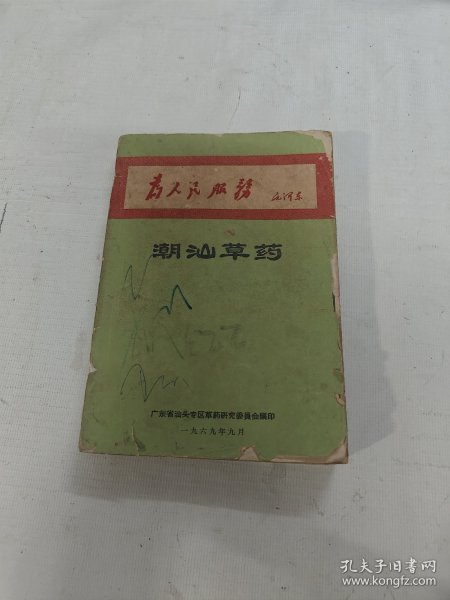 为人民服务
毛泽东
潮汕草药
广东省汕头专区草药研究委员会编印
一九六九年九月
孔夫子旧书网
www.kongfz.com